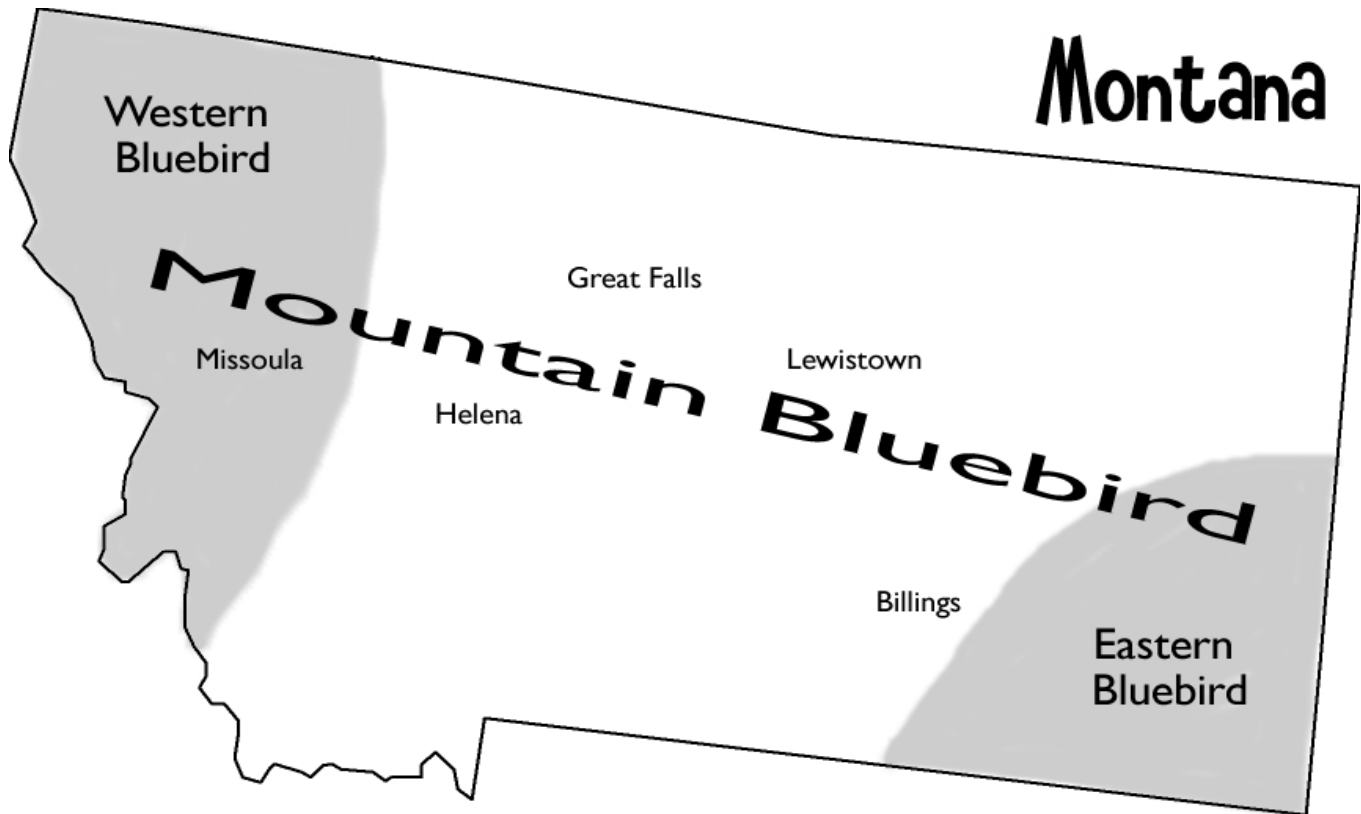 Montana
Western
Bluebird
Mountain Bluebird
Great Falls
Missoula
Lewistown
Helena
Billings
Eastern
Bluebird